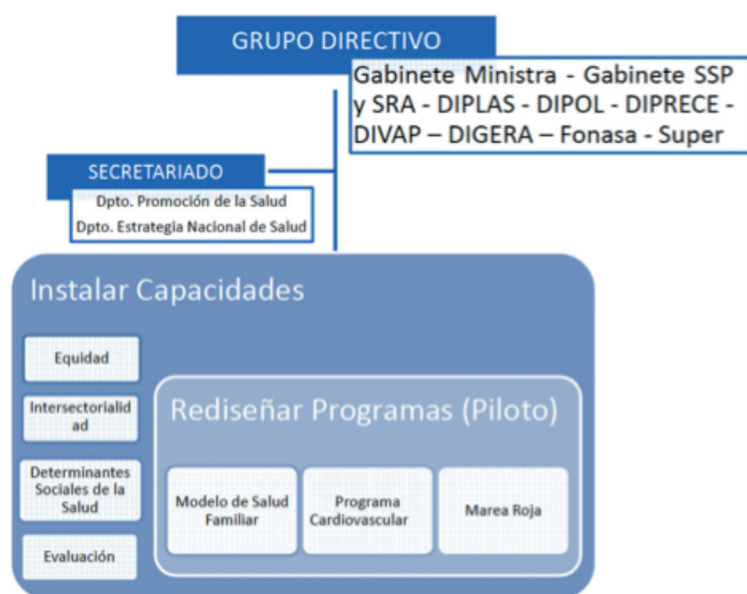 GRUPO DIRECTIVO
Gabinete Ministra - Gabinete SSP
y SRA - DIPLAS - DIPOL - DIPRECE -
DIVAP – DIGERA – Fonasa - Super
SECRETARIADO
Dpto. Promoción de la Salud
Dpto. Estrategia Nacional de Salud
Instalar Capacidades
Equidad
Intersectorialid
ad
Determinantes
Sociales de la
Salud
Evaluación
Rediseñar Programas (Piloto)
Modelo de Salud
Familiar
Programa
Cardiovascular
Marea Roja